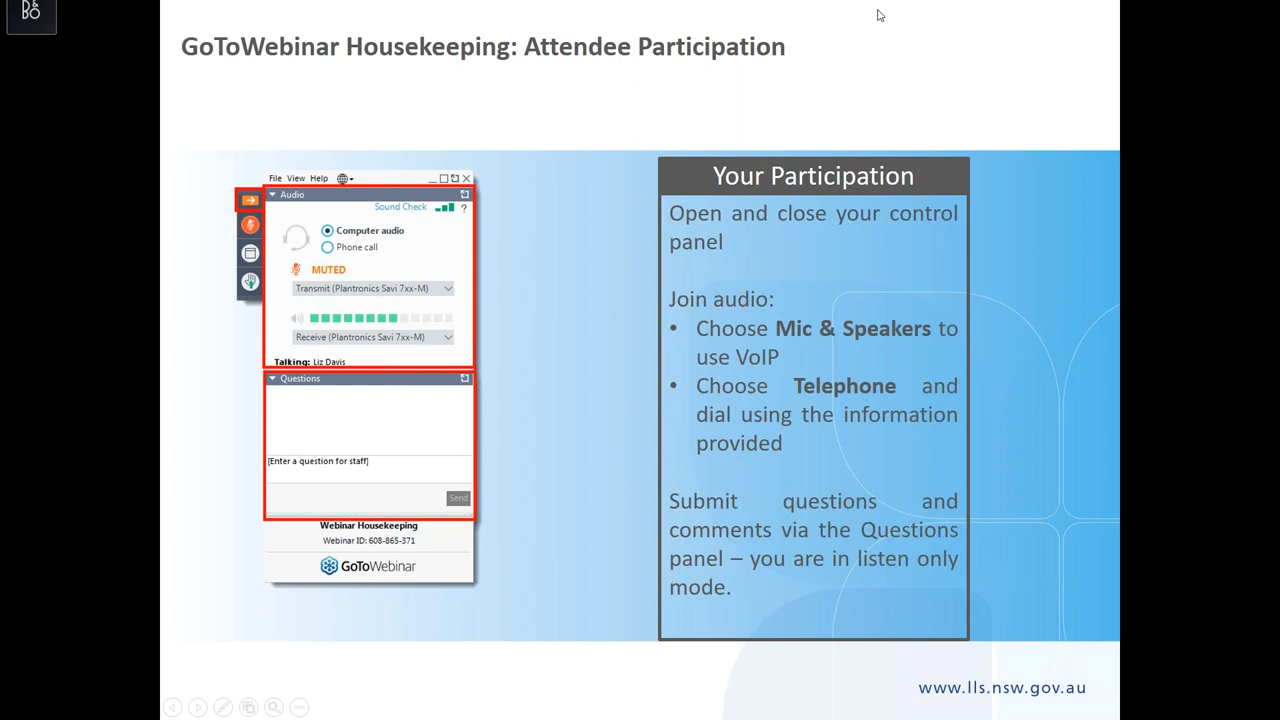 B&
BO
GoToWebinar Housekeeping: Attendee Participation
File View Help
Audio
Sound Check
?
Computer audio
Phone call
MUTED
Transmit (Plantronics Savi 7xx-M)
Receive (Plantronics Savi 7xx-M)
Talking: Liz Davis
Questions
[Enter a question for staff]
Send
Webinar Housekeeping
Webinar ID: 608-865-371
GoToWebinar
Your Participation
Open and close your control
panel
Join audio:
• Choose Mic & Speakers to
use VoIP
• Choose Telephone and
dial using the information
provided
Submit questions and
comments via the Questions
panel – you are in listen only
mode.
www.lls.nsw.gov.au